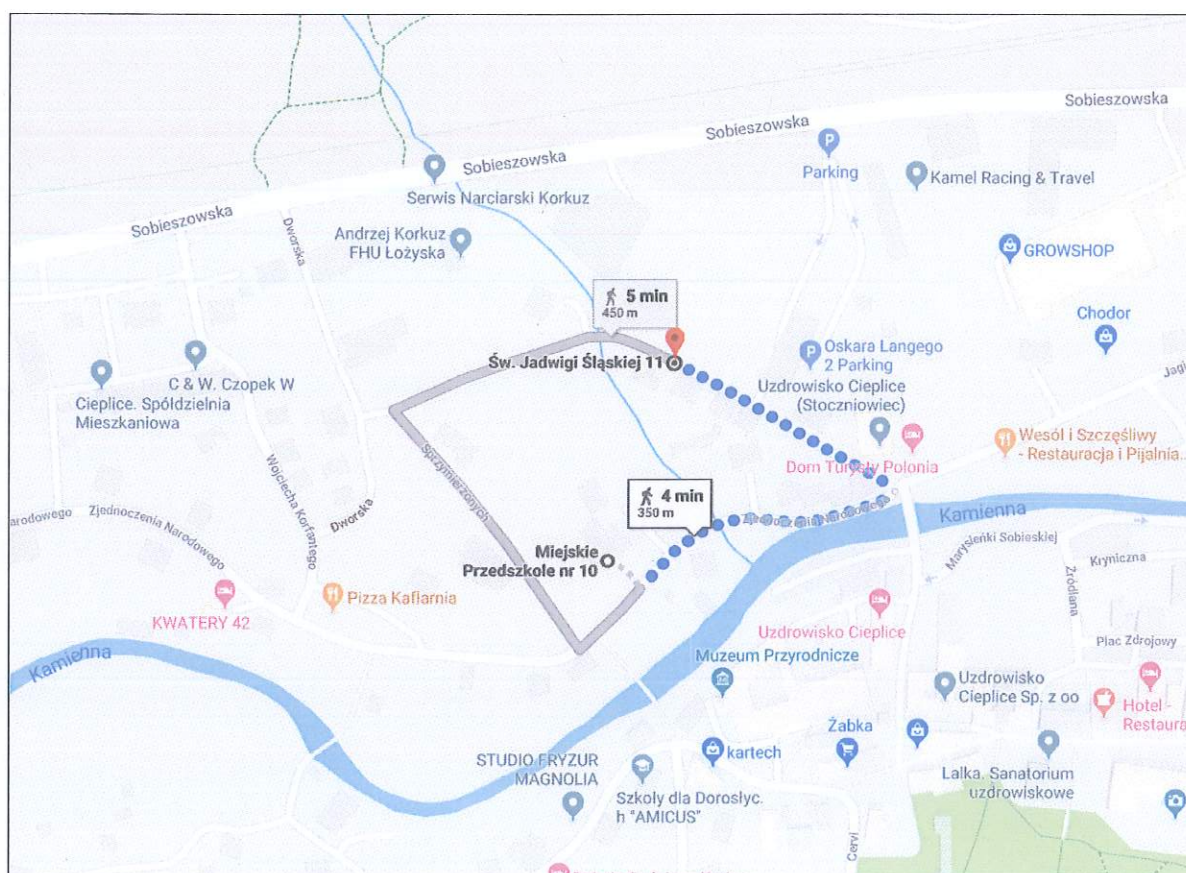 Sobieszowska
Sobieszowska
Sobieszowska
Sobieszowska
Parking
Kamel Racing & Travel
Serwis Narciarski Korkuz
Dworska
Andrzej Korkuz
FHU Łożyska
GROWSHOP
5 min
450 m
Chodor
Św. Jadwigi Śląskiej 11
Oskara Langego
2 Parking
C & W. Czopek W
Uzdrowisko Cieplice
(Stoczniowiec)
Cieplice. Spółdzielnia
Mieszkaniowa
Jagi
Wesół i Szczęśliwy
- Restauracja i Pijalnia...
Dom Turysty Polonia
Sprzymierzonych
Wojciecha Korfantego
4 min
350 m
Narodowego
Zjednoczenia Narodowego
Dworska
Zjednoczenia Narodowego
Kamienna
Marysieńki Sobieskiej
Kryniczna
Źródlana
Miejskie
Przedszkole nr 10
KWATERY 42
Pizza Kaflarnia
Uzdrowisko Cieplice
Plac Zdrojowy
Kamienna
Muzeum Przyrodnicze
Uzdrowisko
Cieplice Sp. z oo
Hotel -
Restaura
Żabka
kartech
STUDIO FRYZUR
MAGNOLIA
Szkoły dla Dorosłyc.
h "AMICUS"
Lalka. Sanatorium
uzdrowiskowe
Cervi